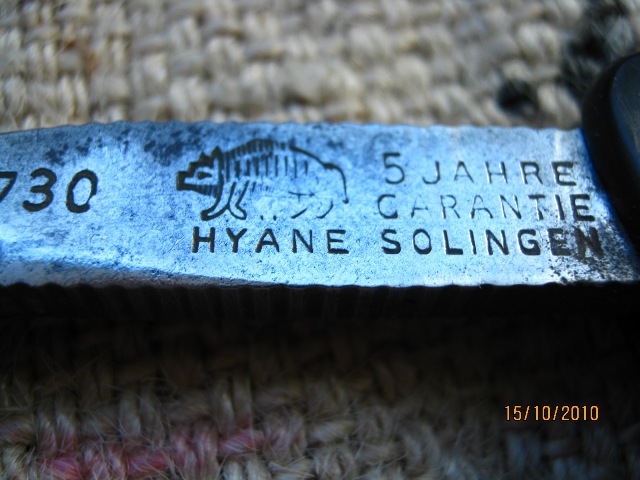 730
5 JAHRE
GARANTIE
HYANE SOLINGEN
15/10/2010